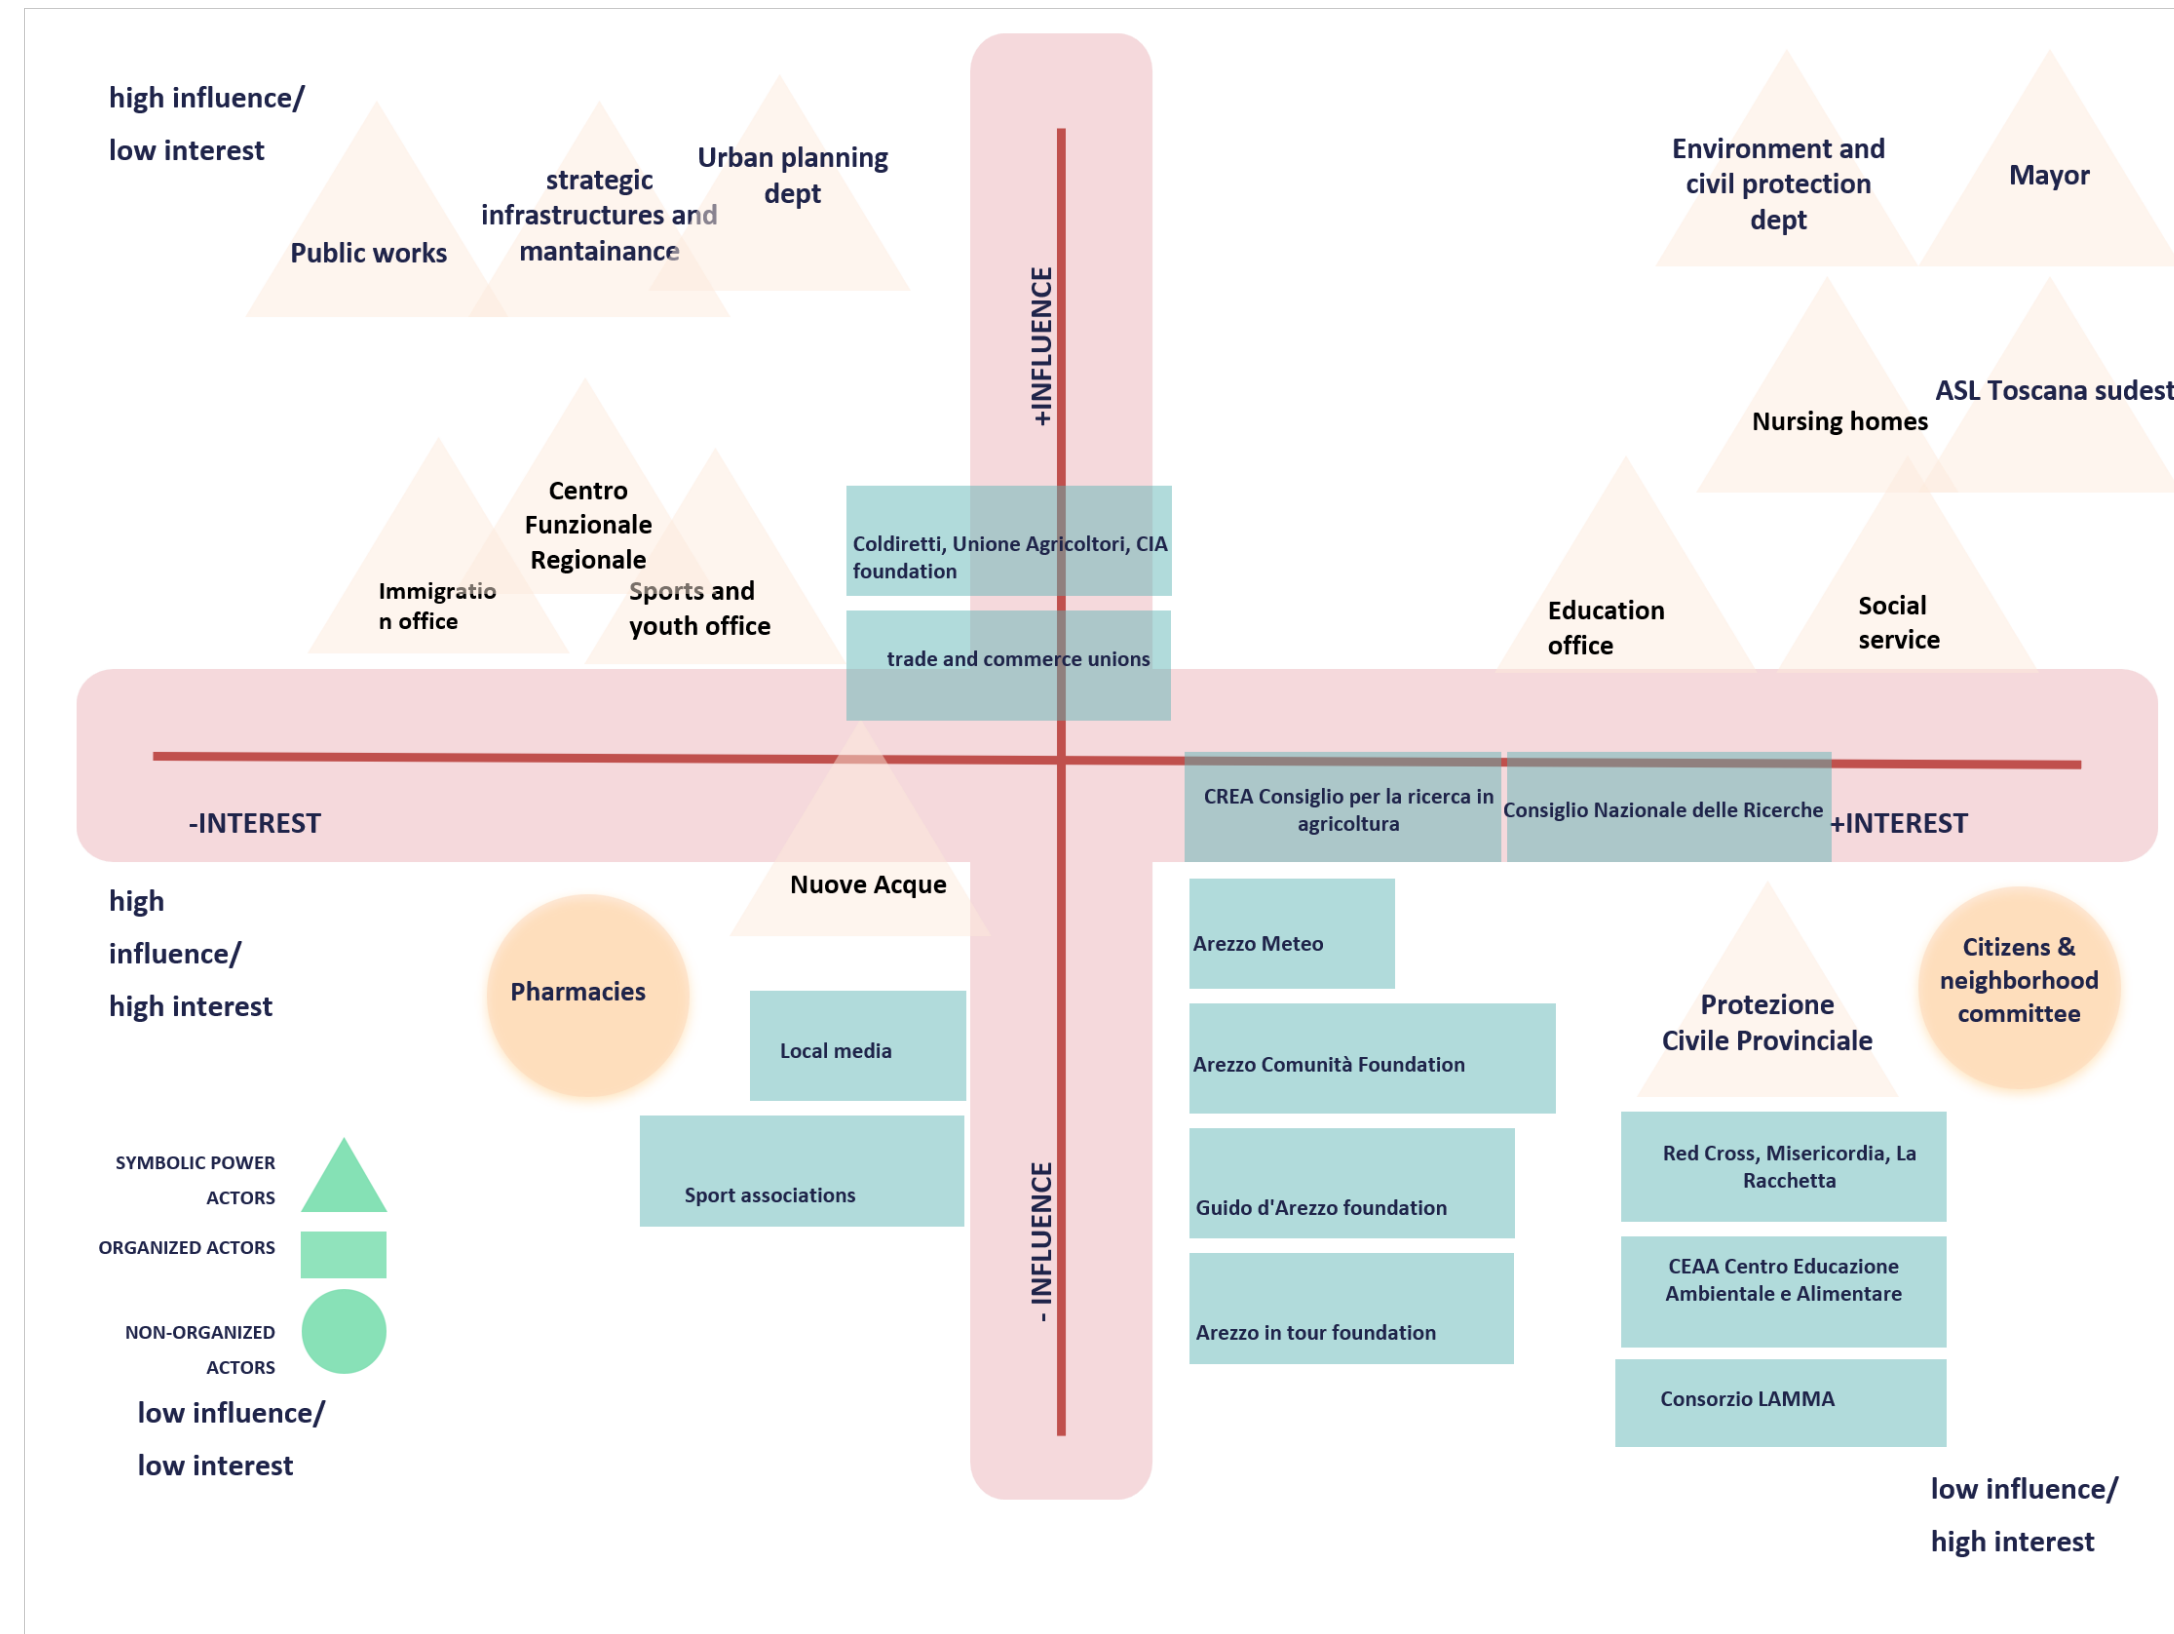 high influence/
low interest
Public works
strategic
infrastructures and
mantainance
Urban planning
dept
Environment and
civil protection
dept
Mayor
+INFLUENCE
Nursing homes
ASL Toscana sudest
Centro
Funzionale
Regionale
Immigratio
n office
Sports and
youth office
Coldiretti, Unione Agricoltori, CIA
foundation
trade and commerce unions
Education
office
Social
service
-INTEREST
CREA Consiglio per la ricerca in
agricoltura
Consiglio Nazionale delle Ricerche
+INTEREST
high
influence/
high interest
Nuove Acque
Pharmacies
Local media
Sport associations
Arezzo Meteo
Arezzo Comunità Foundation
Guido d'Arezzo foundation
Arezzo in tour foundation
Protezione
Civile Provinciale
Citizens &
neighborhood
committee
Red Cross, Misericordia, La
Racchetta
CEAA Centro Educazione
Ambientale e Alimentare
Consorzio LAMMA
- INFLUENCE
SYMBOLIC POWER
ACTORS
ORGANIZED ACTORS
NON-ORGANIZED
ACTORS
low influence/
low interest
low influence/
high interest